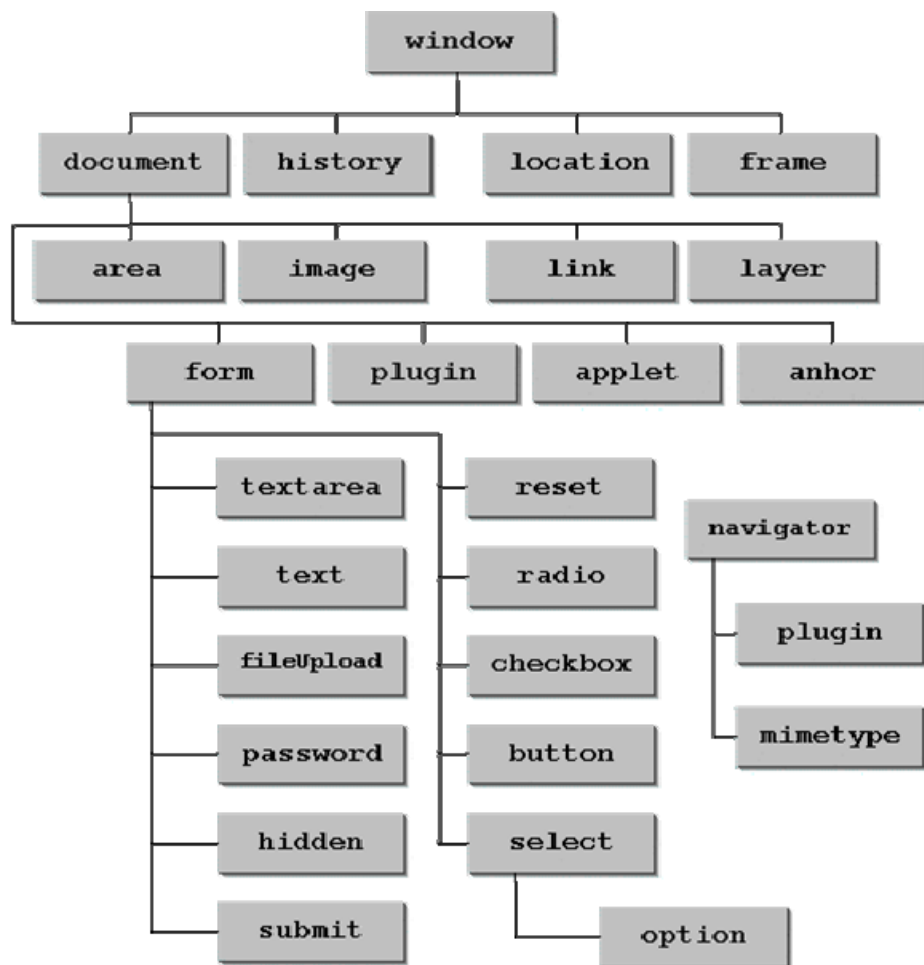 window
document history location frame
area image link layer
form plugin applet anhor
textarea reset
navigator
text radio
plugin
fileUpload checkbox
mimetype
password button
hidden select
submit option